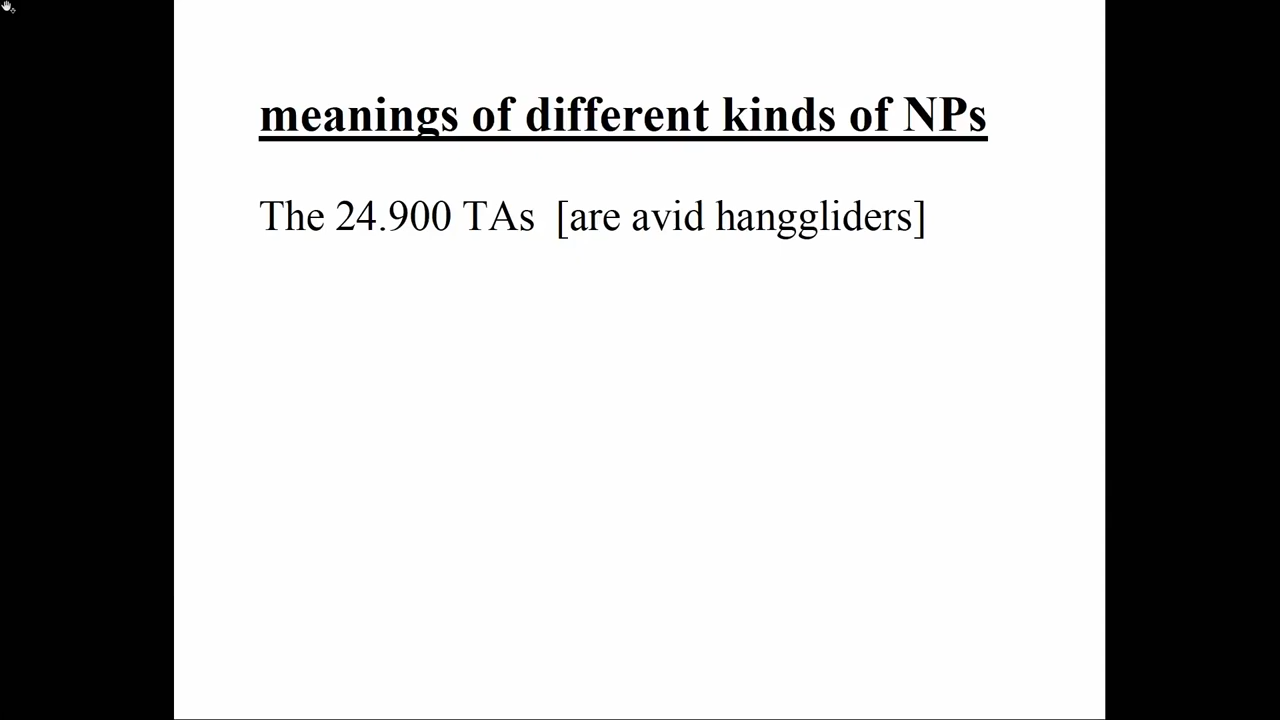 meanings of different kinds of NPs
The 24.900 TAs [are avid hanggliders]